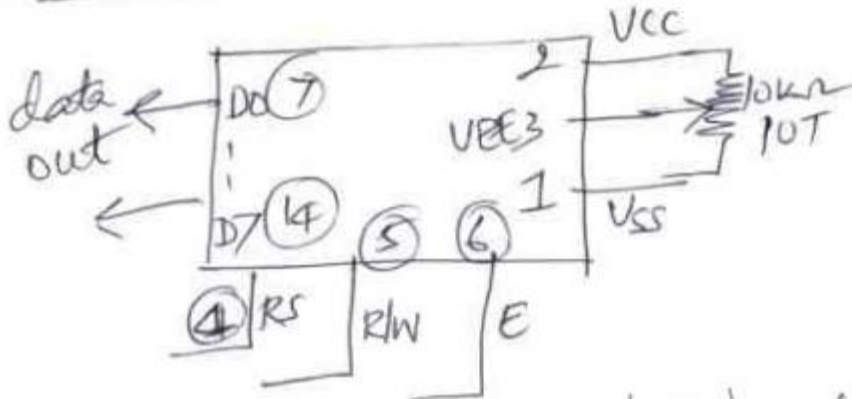 VCC
data D0 7 2 10KΩ
out VEE3 POT
D7 14 1 VSS
5 6
4 RS R/W E